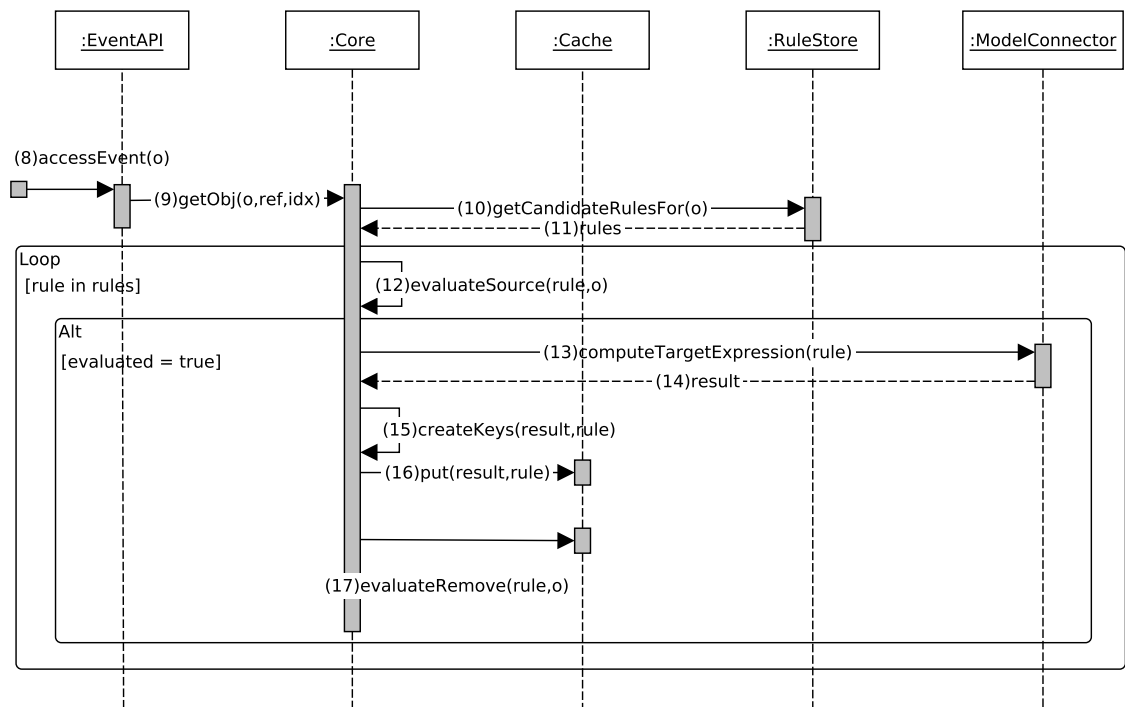 :EventAPI
:Core
:Cache
:RuleStore
:ModelConnector
(8)accessEvent(o)
(9)getObj(o,ref,idx)
(10)getCandidateRulesFor(o)
(11)rules
Loop
[rule in rules]
(12)evaluateSource(rule,o)
Alt
[evaluated = true]
(13)computeTargetExpression(rule)
(14)result
(15)createKeys(result,rule)
(16)put(result,rule)
(17)evaluateRemove(rule,o)